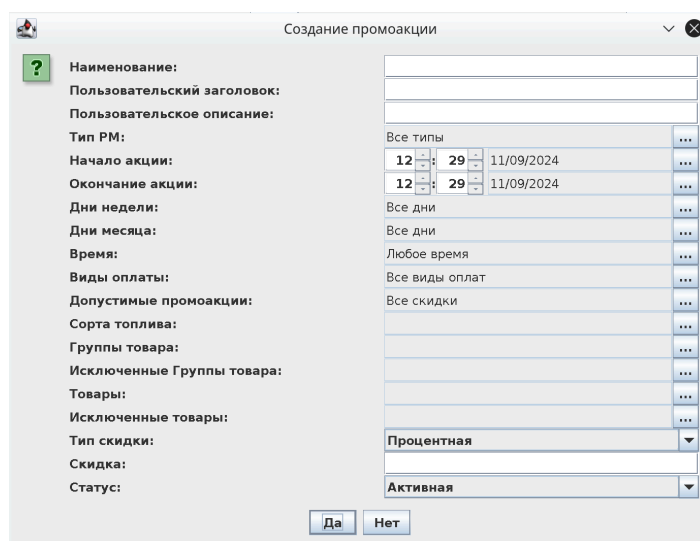 Создание промоакции
?
Наименование:
Пользовательский заголовок:
Пользовательское описание:
Тип РМ: Все типы ...
Начало акции: 12 : 29 11/09/2024 ...
Окончание акции: 12 : 29 11/09/2024 ...
Дни недели: Все дни ...
Дни месяца: Все дни ...
Время: Любое время ...
Виды оплаты: Все виды оплат ...
Допустимые промоакции: Все скидки ...
Сорта топлива: ...
Группы товара: ...
Исключенные Группы товара: ...
Товары: ...
Исключенные товары: ...
Тип скидки: Процентная
Скидка:
Статус: Активная
Да Нет